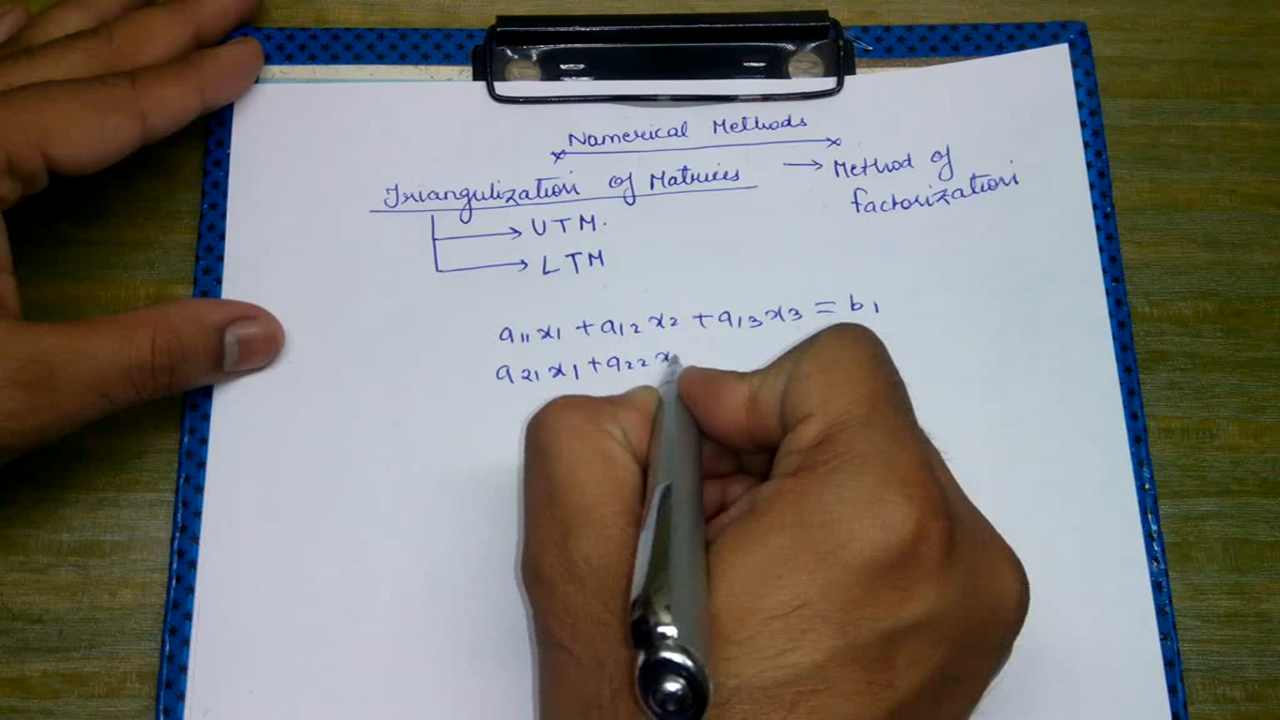 Numerical Methods
Triangulization of Matrices → Method of
factorization
UTM.
LTM
a₁₁x₁ + a₁₂x₂ + a₁₃x₃ = b₁
a₂₁x₁ + a₂₂x